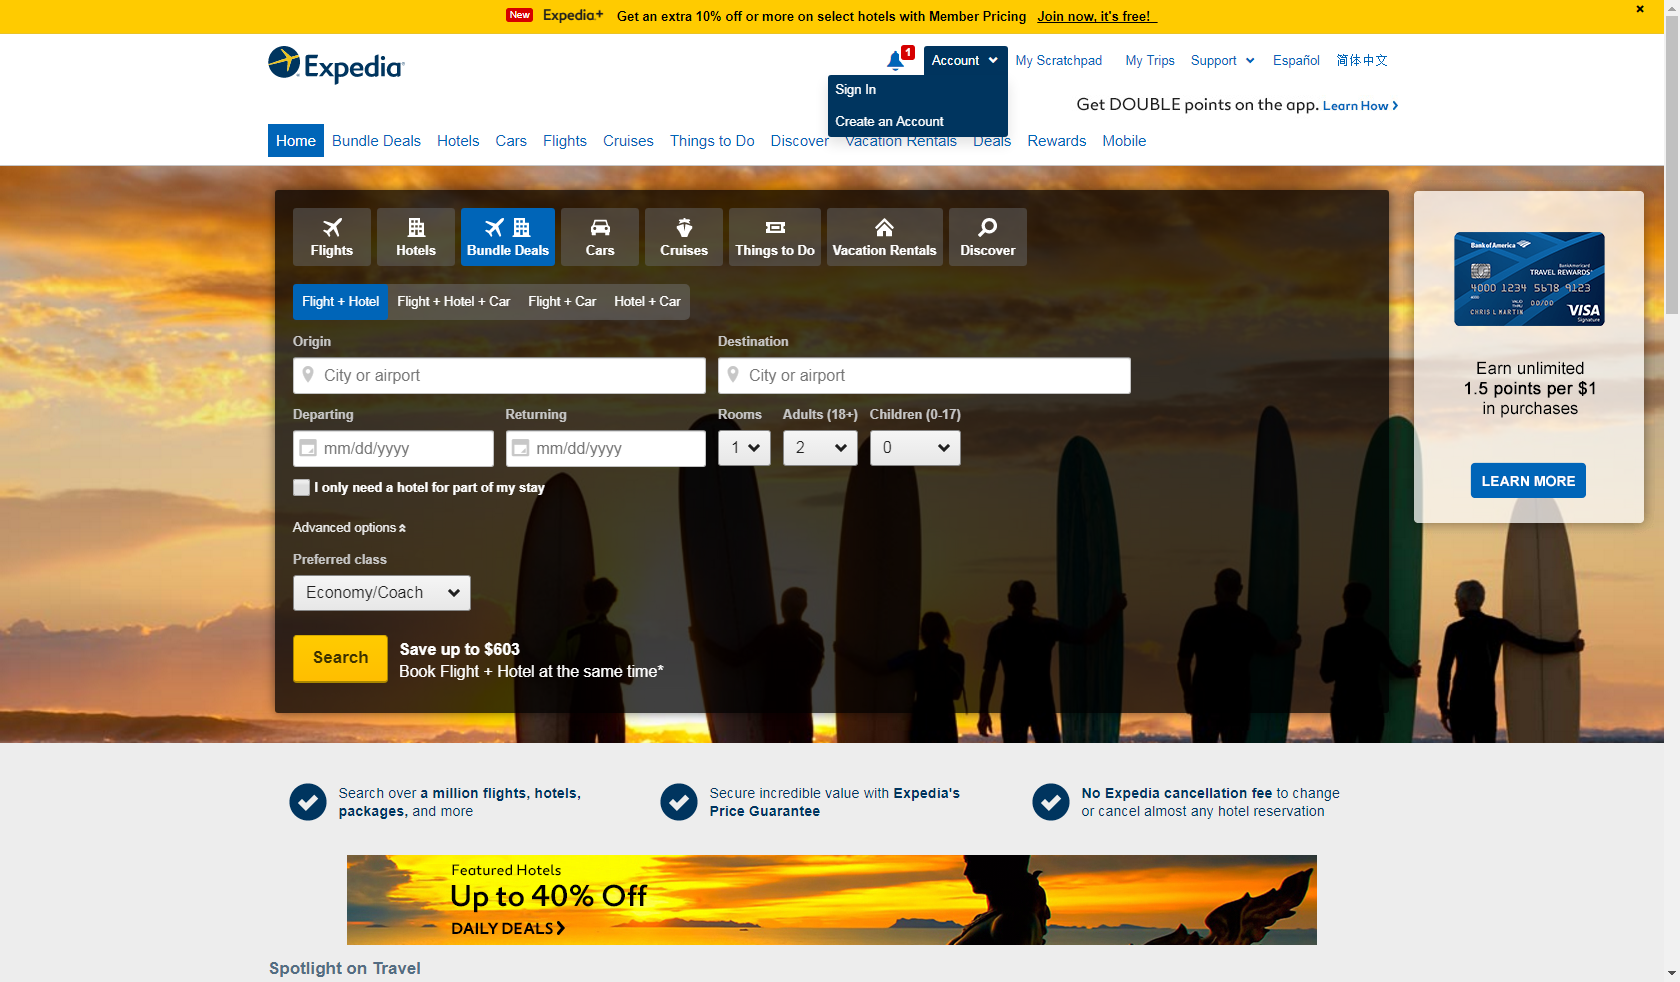 New Expedia+ Get an extra 10% off or more on select hotels with Member Pricing Join now, it's free!
Expedia
1
Account My Scratchpad My Trips Support Español 简体中文
Sign In
Create an Account
Get DOUBLE points on the app. Learn How
Home Bundle Deals Hotels Cars Flights Cruises Things to Do Discover Vacation Rentals Deals Rewards Mobile
Flights Hotels Bundle Deals Cars Cruises Things to Do Vacation Rentals Discover
Flight + Hotel Flight + Hotel + Car Flight + Car Hotel + Car
Origin Destination
City or airport City or airport
Departing Returning Rooms Adults (18+) Children (0-17)
mm/dd/yyyy mm/dd/yyyy 1 2 0
I only need a hotel for part of my stay
Advanced options
Preferred class
Economy/Coach
Search
Save up to $603
Book Flight + Hotel at the same time*
Bank of America
BankAmericard
TRAVEL REWARDS
4000 1234 5678 9123
VALID THRU 00/00
CHRIS L MARTIN
VISA
Signature
Earn unlimited
1.5 points per $1
in purchases
LEARN MORE
Search over a million flights, hotels,
packages, and more
Secure incredible value with Expedia's
Price Guarantee
No Expedia cancellation fee to change
or cancel almost any hotel reservation
Featured Hotels
Up to 40% Off
DAILY DEALS
Spotlight on Travel